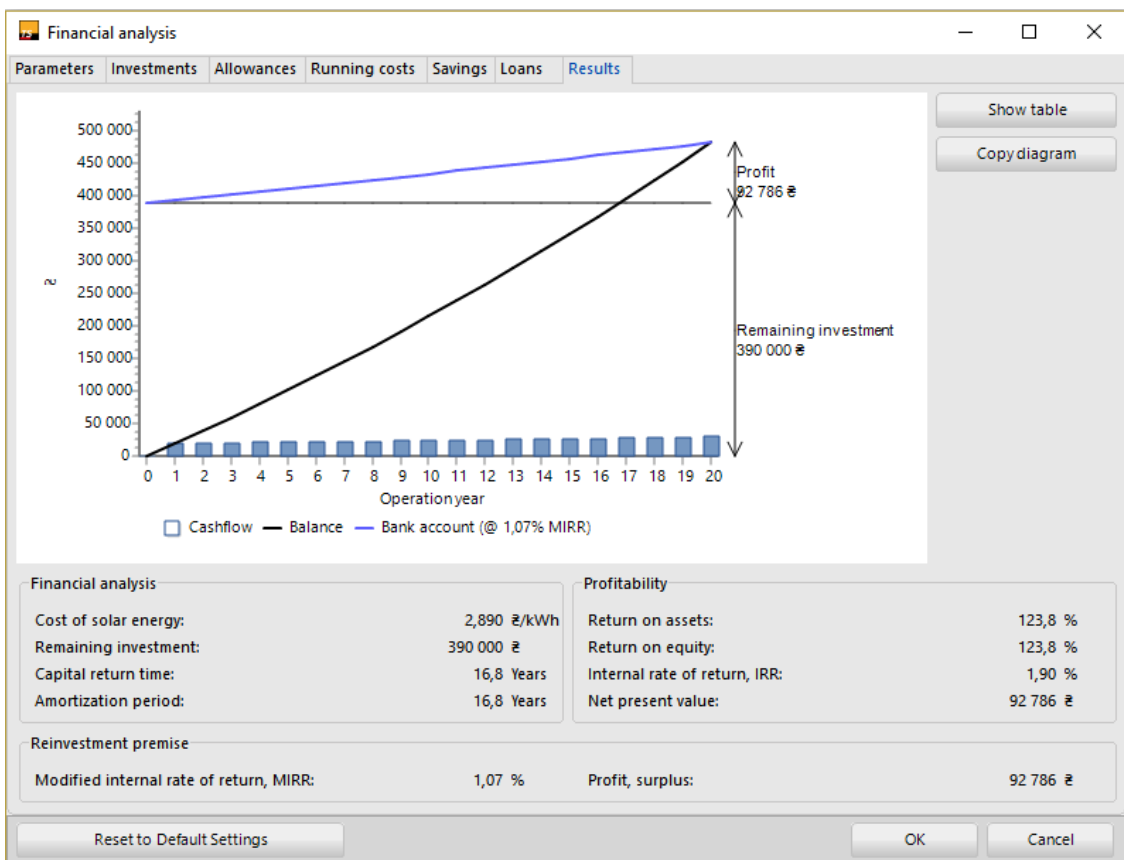 Financial analysis
Parameters Investments Allowances Running costs Savings Loans Results
Show table
Copy diagram
500 000
450 000
400 000
350 000
300 000
250 000
200 000
150 000
100 000
50 000
0
₴
0 1 2 3 4 5 6 7 8 9 10 11 12 13 14 15 16 17 18 19 20
Operation year
Profit
92 786 ₴
Remaining investment
390 000 ₴
Cashflow Balance Bank account (@ 1,07% MIRR)
Financial analysis
Cost of solar energy: 2,890 ₴/kWh
Remaining investment: 390 000 ₴
Capital return time: 16,8 Years
Amortization period: 16,8 Years
Profitability
Return on assets: 123,8 %
Return on equity: 123,8 %
Internal rate of return, IRR: 1,90 %
Net present value: 92 786 ₴
Reinvestment premise
Modified internal rate of return, MIRR: 1,07 % Profit, surplus: 92 786 ₴
Reset to Default Settings OK Cancel